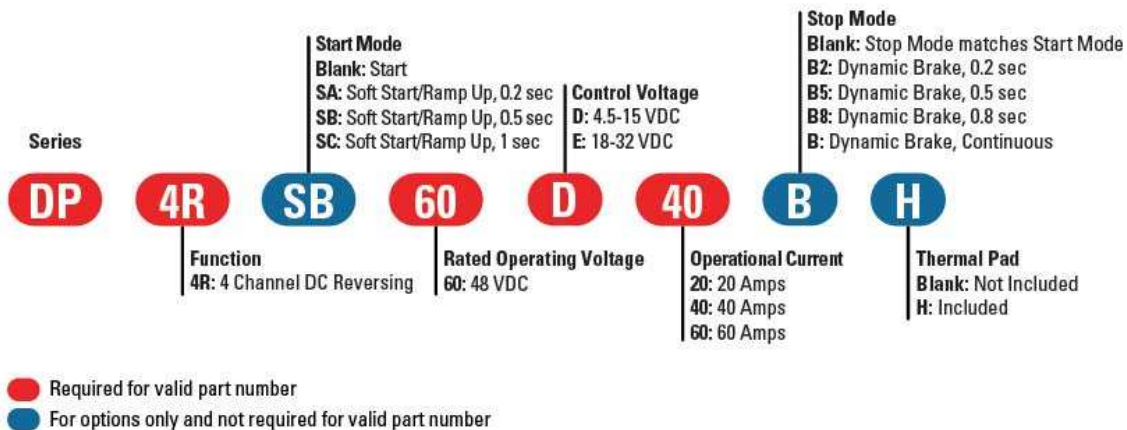 Stop Mode
Blank: Stop Mode matches Start Mode
B2: Dynamic Brake, 0.2 sec
B5: Dynamic Brake, 0.5 sec
B8: Dynamic Brake, 0.8 sec
B: Dynamic Brake, Continuous
Start Mode
Blank: Start
SA: Soft Start/Ramp Up, 0.2 sec
SB: Soft Start/Ramp Up, 0.5 sec
SC: Soft Start/Ramp Up, 1 sec
Control Voltage
D: 4.5-15 VDC
E: 18-32 VDC
Series
DP 4R SB 60 D 40 B H
Function
4R: 4 Channel DC Reversing
Rated Operating Voltage
60: 48 VDC
Operational Current
20: 20 Amps
40: 40 Amps
60: 60 Amps
Thermal Pad
Blank: Not Included
H: Included
Required for valid part number
For options only and not required for valid part number